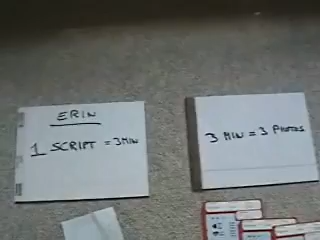 ERIN
1 SCRIPT = 3MIN
3 MIN = 3 PHOTOS